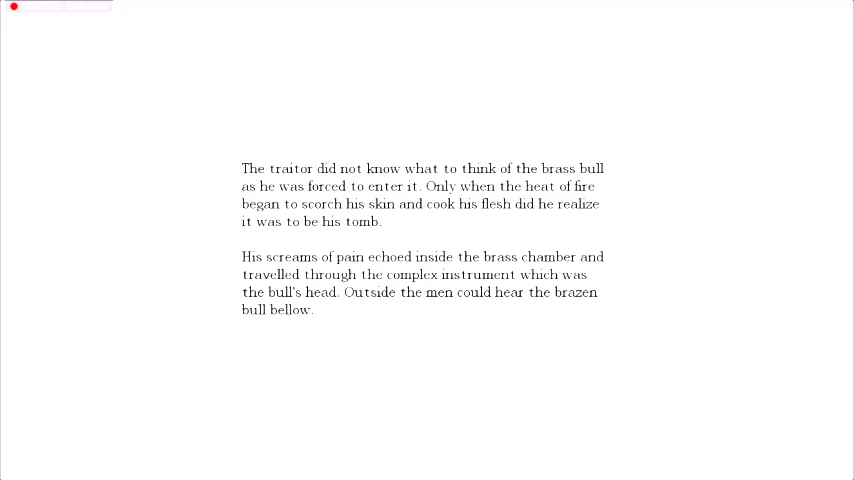 The traitor did not know what to think of the brass bull
as he was forced to enter it. Only when the heat of fire
began to scorch his skin and cook his flesh did he realize
it was to be his tomb.
His screams of pain echoed inside the brass chamber and
travelled through the complex instrument which was
the bull's head. Outside the men could hear the brazen
bull bellow.